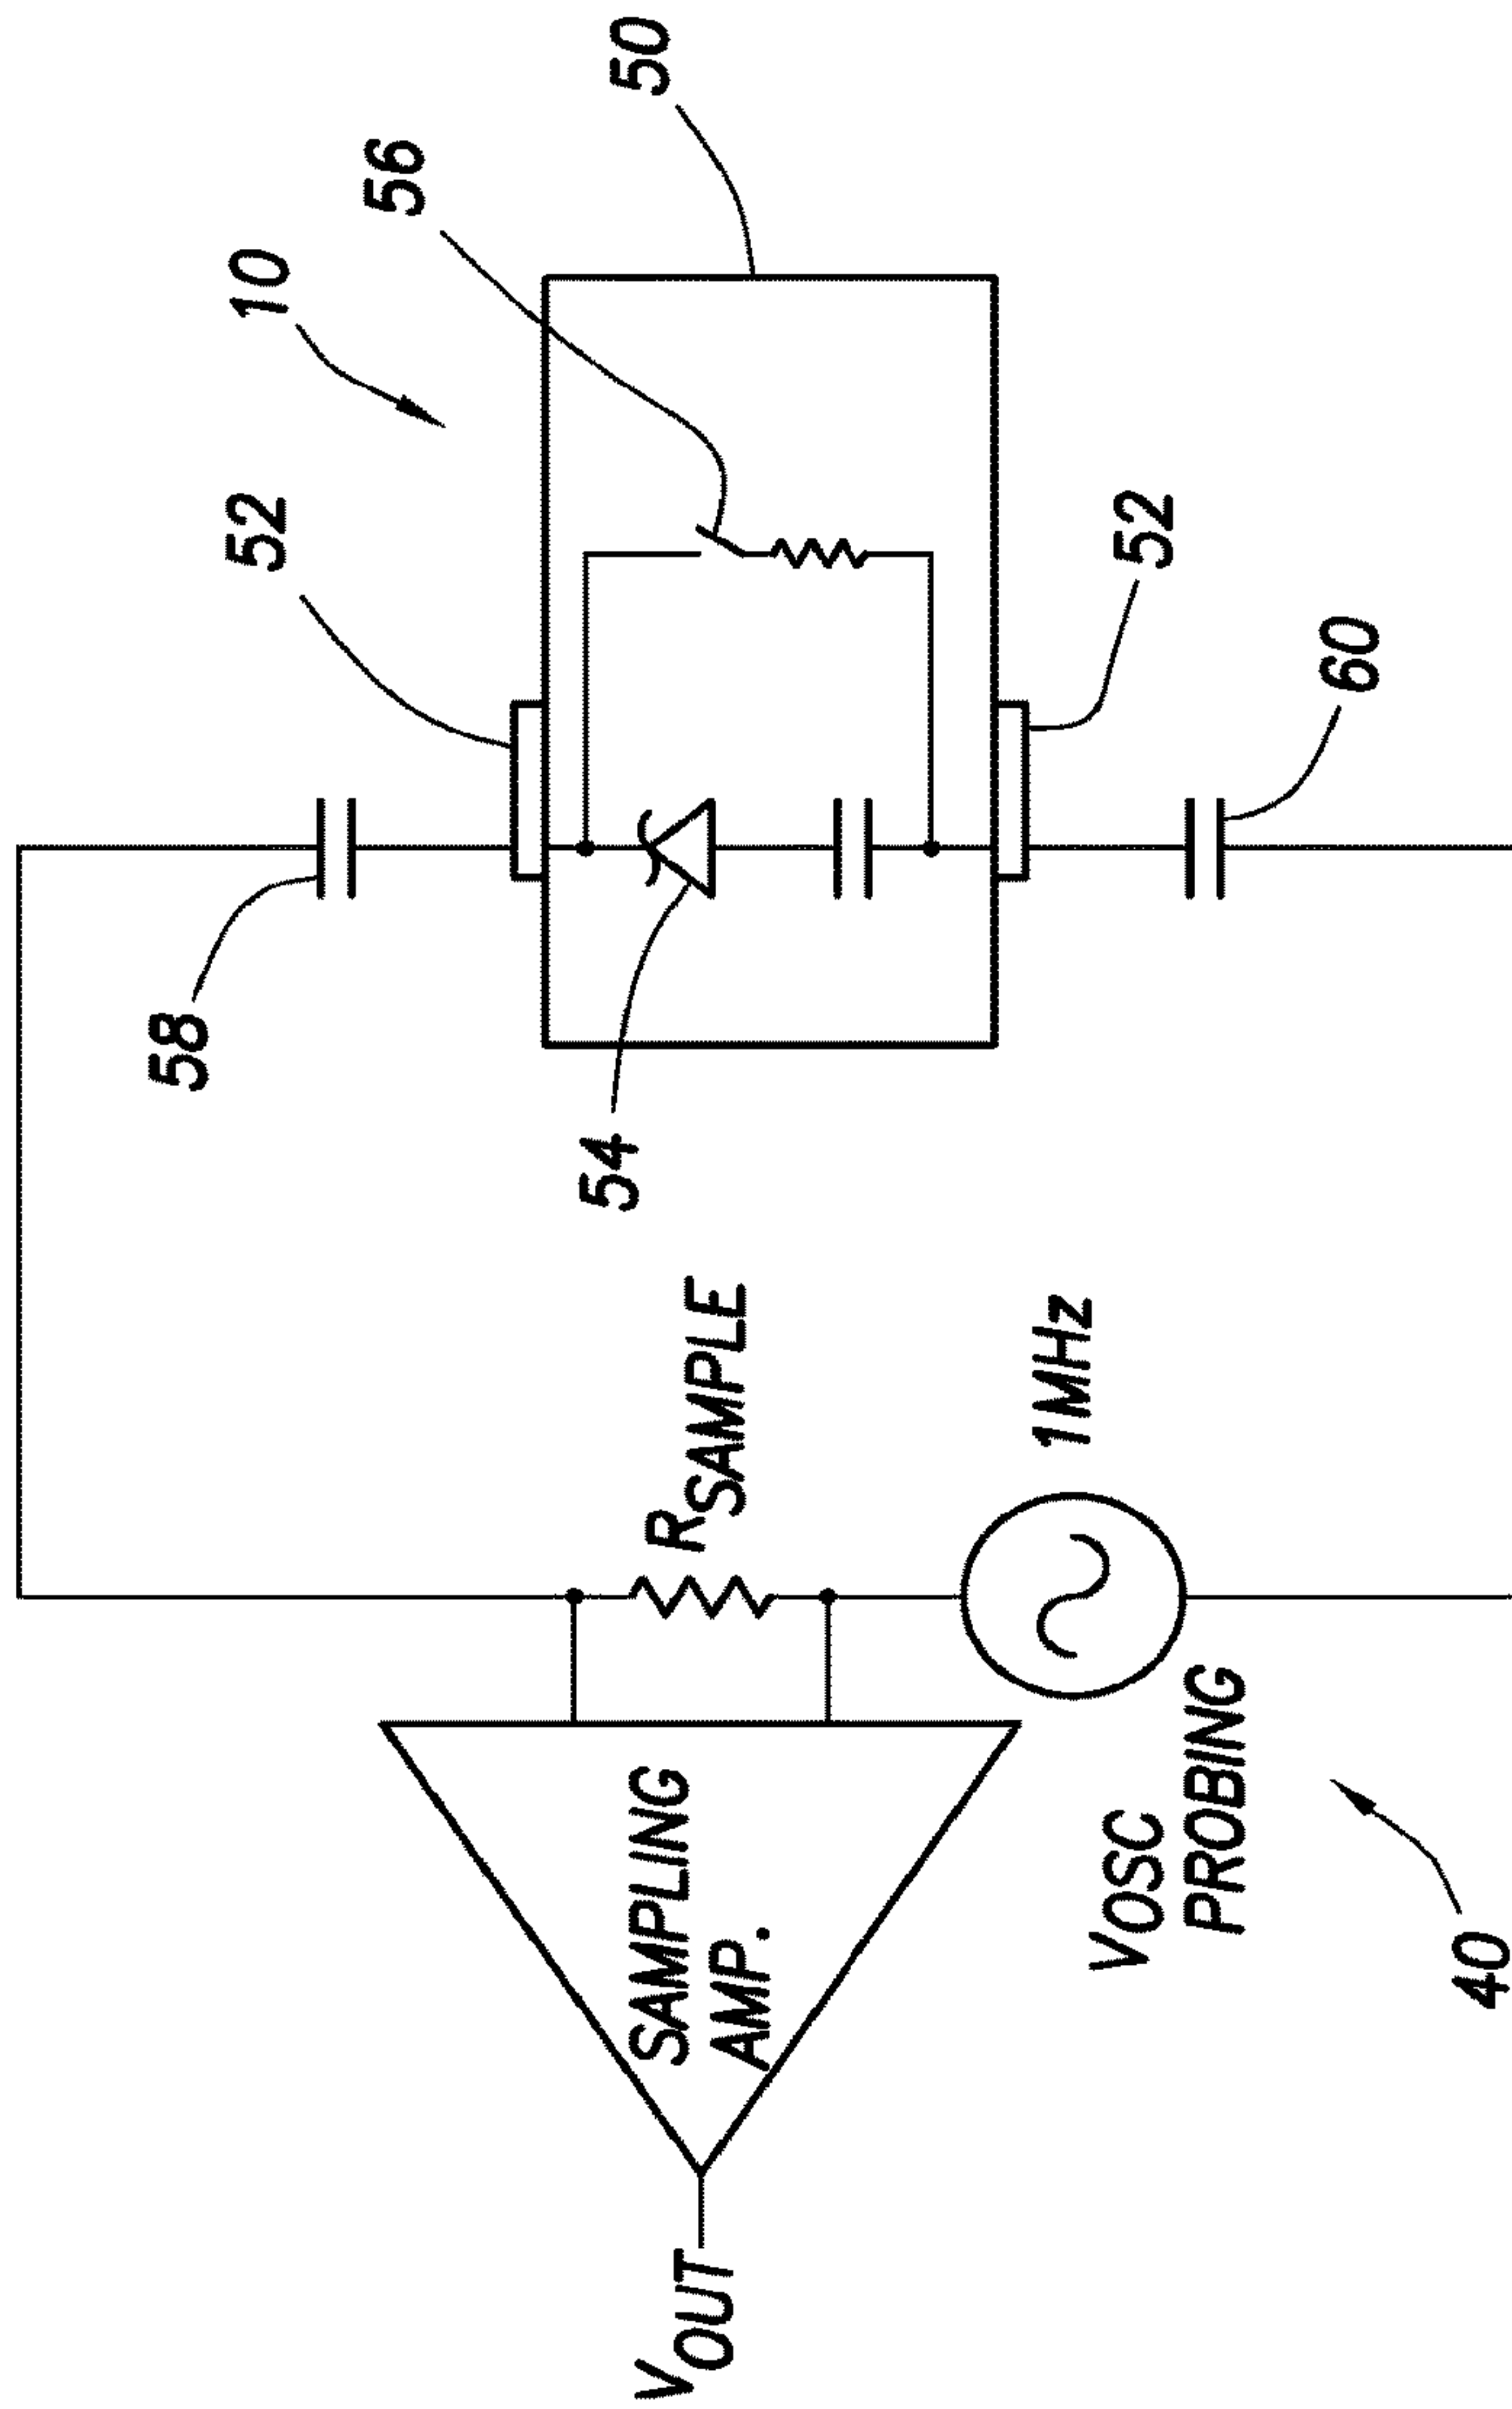 10
56
50
52
58
54
52
60
RSAMPLE
1MHz
SAMPLING
AMP.
VOSC
PROBING
VOUT
40